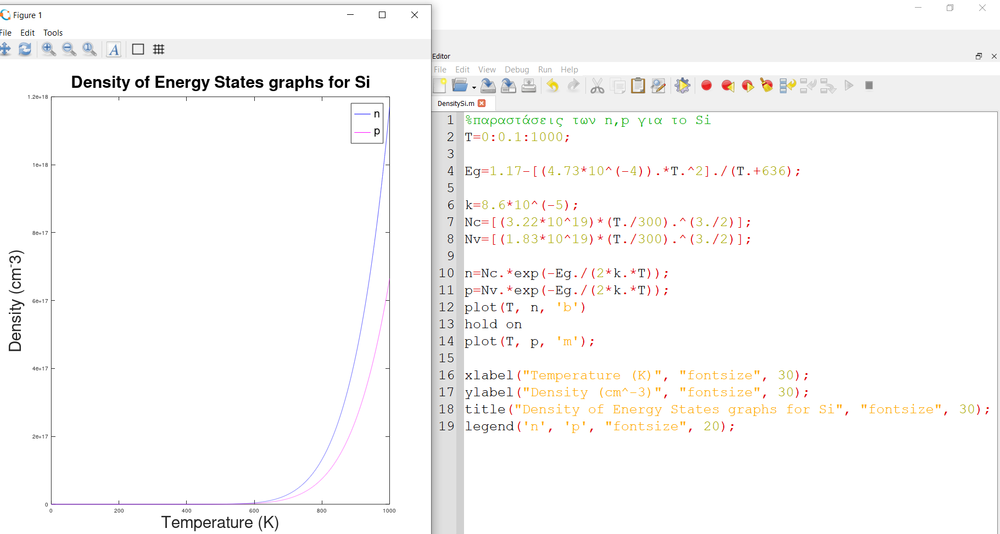 Figure 1
File Edit Tools
Density of Energy States graphs for Si
1.2e+18
1e+18
8e+17
6e+17
4e+17
2e+17
0
Density (cm-3)
n
p
0 200 400 600 800 1000
Temperature (K)
Editor
File Edit View Debug Run Help
DensitySi.m
1 %παραστάσεις των n,p για το Si
2 T=0:0.1:1000;
3
4 Eg=1.17-[(4.73*10^(-4)).*T.^2]./(T.+636);
5
6 k=8.6*10^(-5);
7 Nc=[(3.22*10^19)*(T./300).^(3./2)];
8 Nv=[(1.83*10^19)*(T./300).^(3./2)];
9
10 n=Nc.*exp(-Eg./(2*k.*T));
11 p=Nv.*exp(-Eg./(2*k.*T));
12 plot(T, n, 'b')
13 hold on
14 plot(T, p, 'm');
15
16 xlabel("Temperature (K)", "fontsize", 30);
17 ylabel("Density (cm^-3)", "fontsize", 30);
18 title("Density of Energy States graphs for Si", "fontsize", 30);
19 legend('n', 'p', "fontsize", 20);